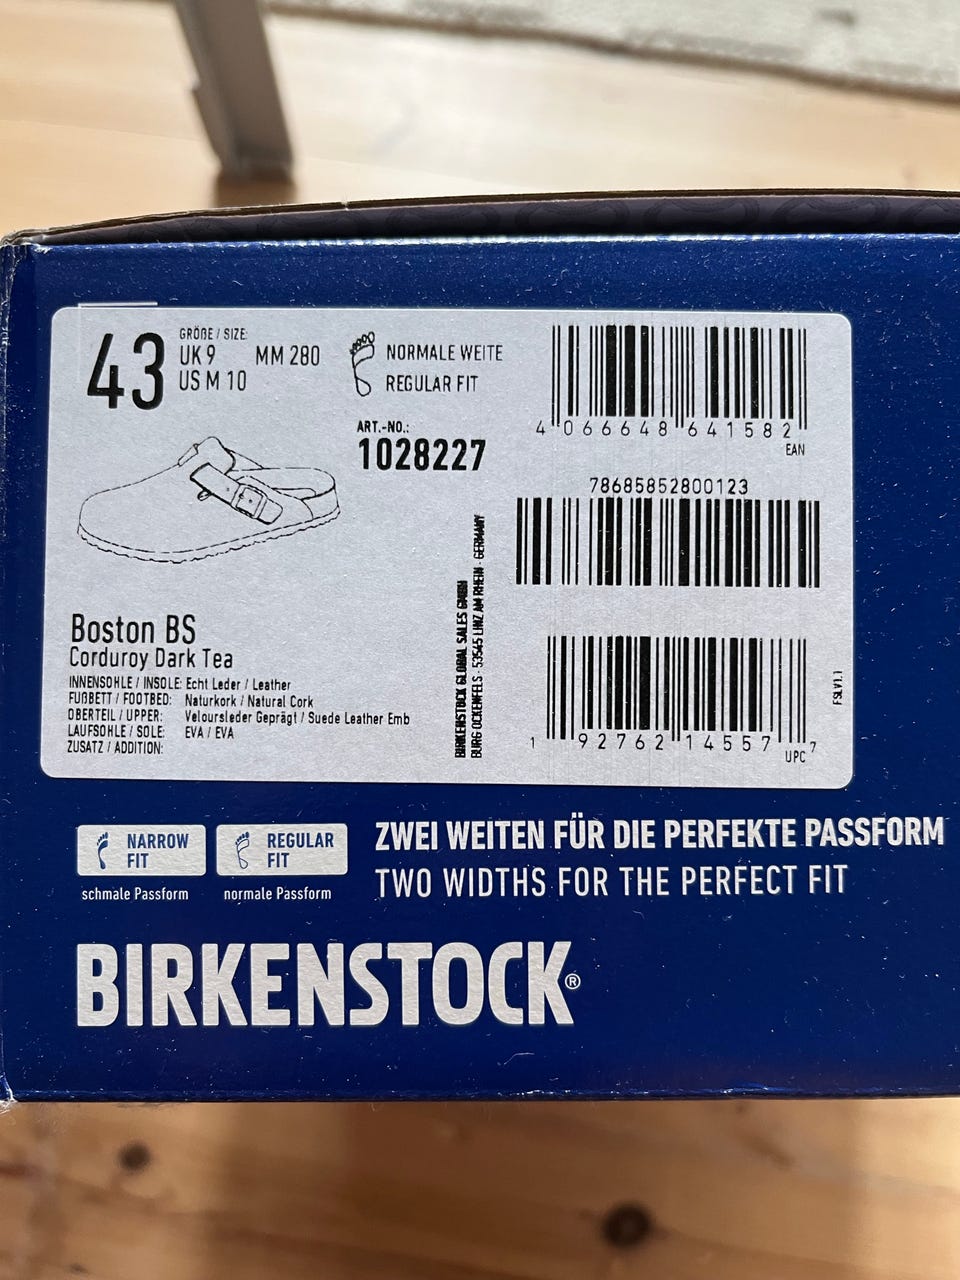 43
GRÖßE / SIZE:
UK 9
US M 10
MM 280
NORMALE WEITE
REGULAR FIT
ART.-NO.:
1028227
4 066648 641582
EAN
78685852800123
1 92762 14557 7
UPC
Boston BS
Corduroy Dark Tea
INNENSOHLE / INSOLE: Echt Leder / Leather
FUßBETT / FOOTBED: Naturkork / Natural Cork
OBERTEIL / UPPER: Veloursleder Geprägt / Suede Leather Emb
LAUFSOHLE / SOLE: EVA / EVA
ZUSATZ / ADDITION:
BIRKENSTOCK GLOBAL SALES GMBH
BURG OCKENFELS · 53545 LINZ AM RHEIN · GERMANY
FSLV1.1
NARROW
FIT
schmale Passform
REGULAR
FIT
normale Passform
ZWEI WEITEN FÜR DIE PERFEKTE PASSFORM
TWO WIDTHS FOR THE PERFECT FIT
BIRKENSTOCK®